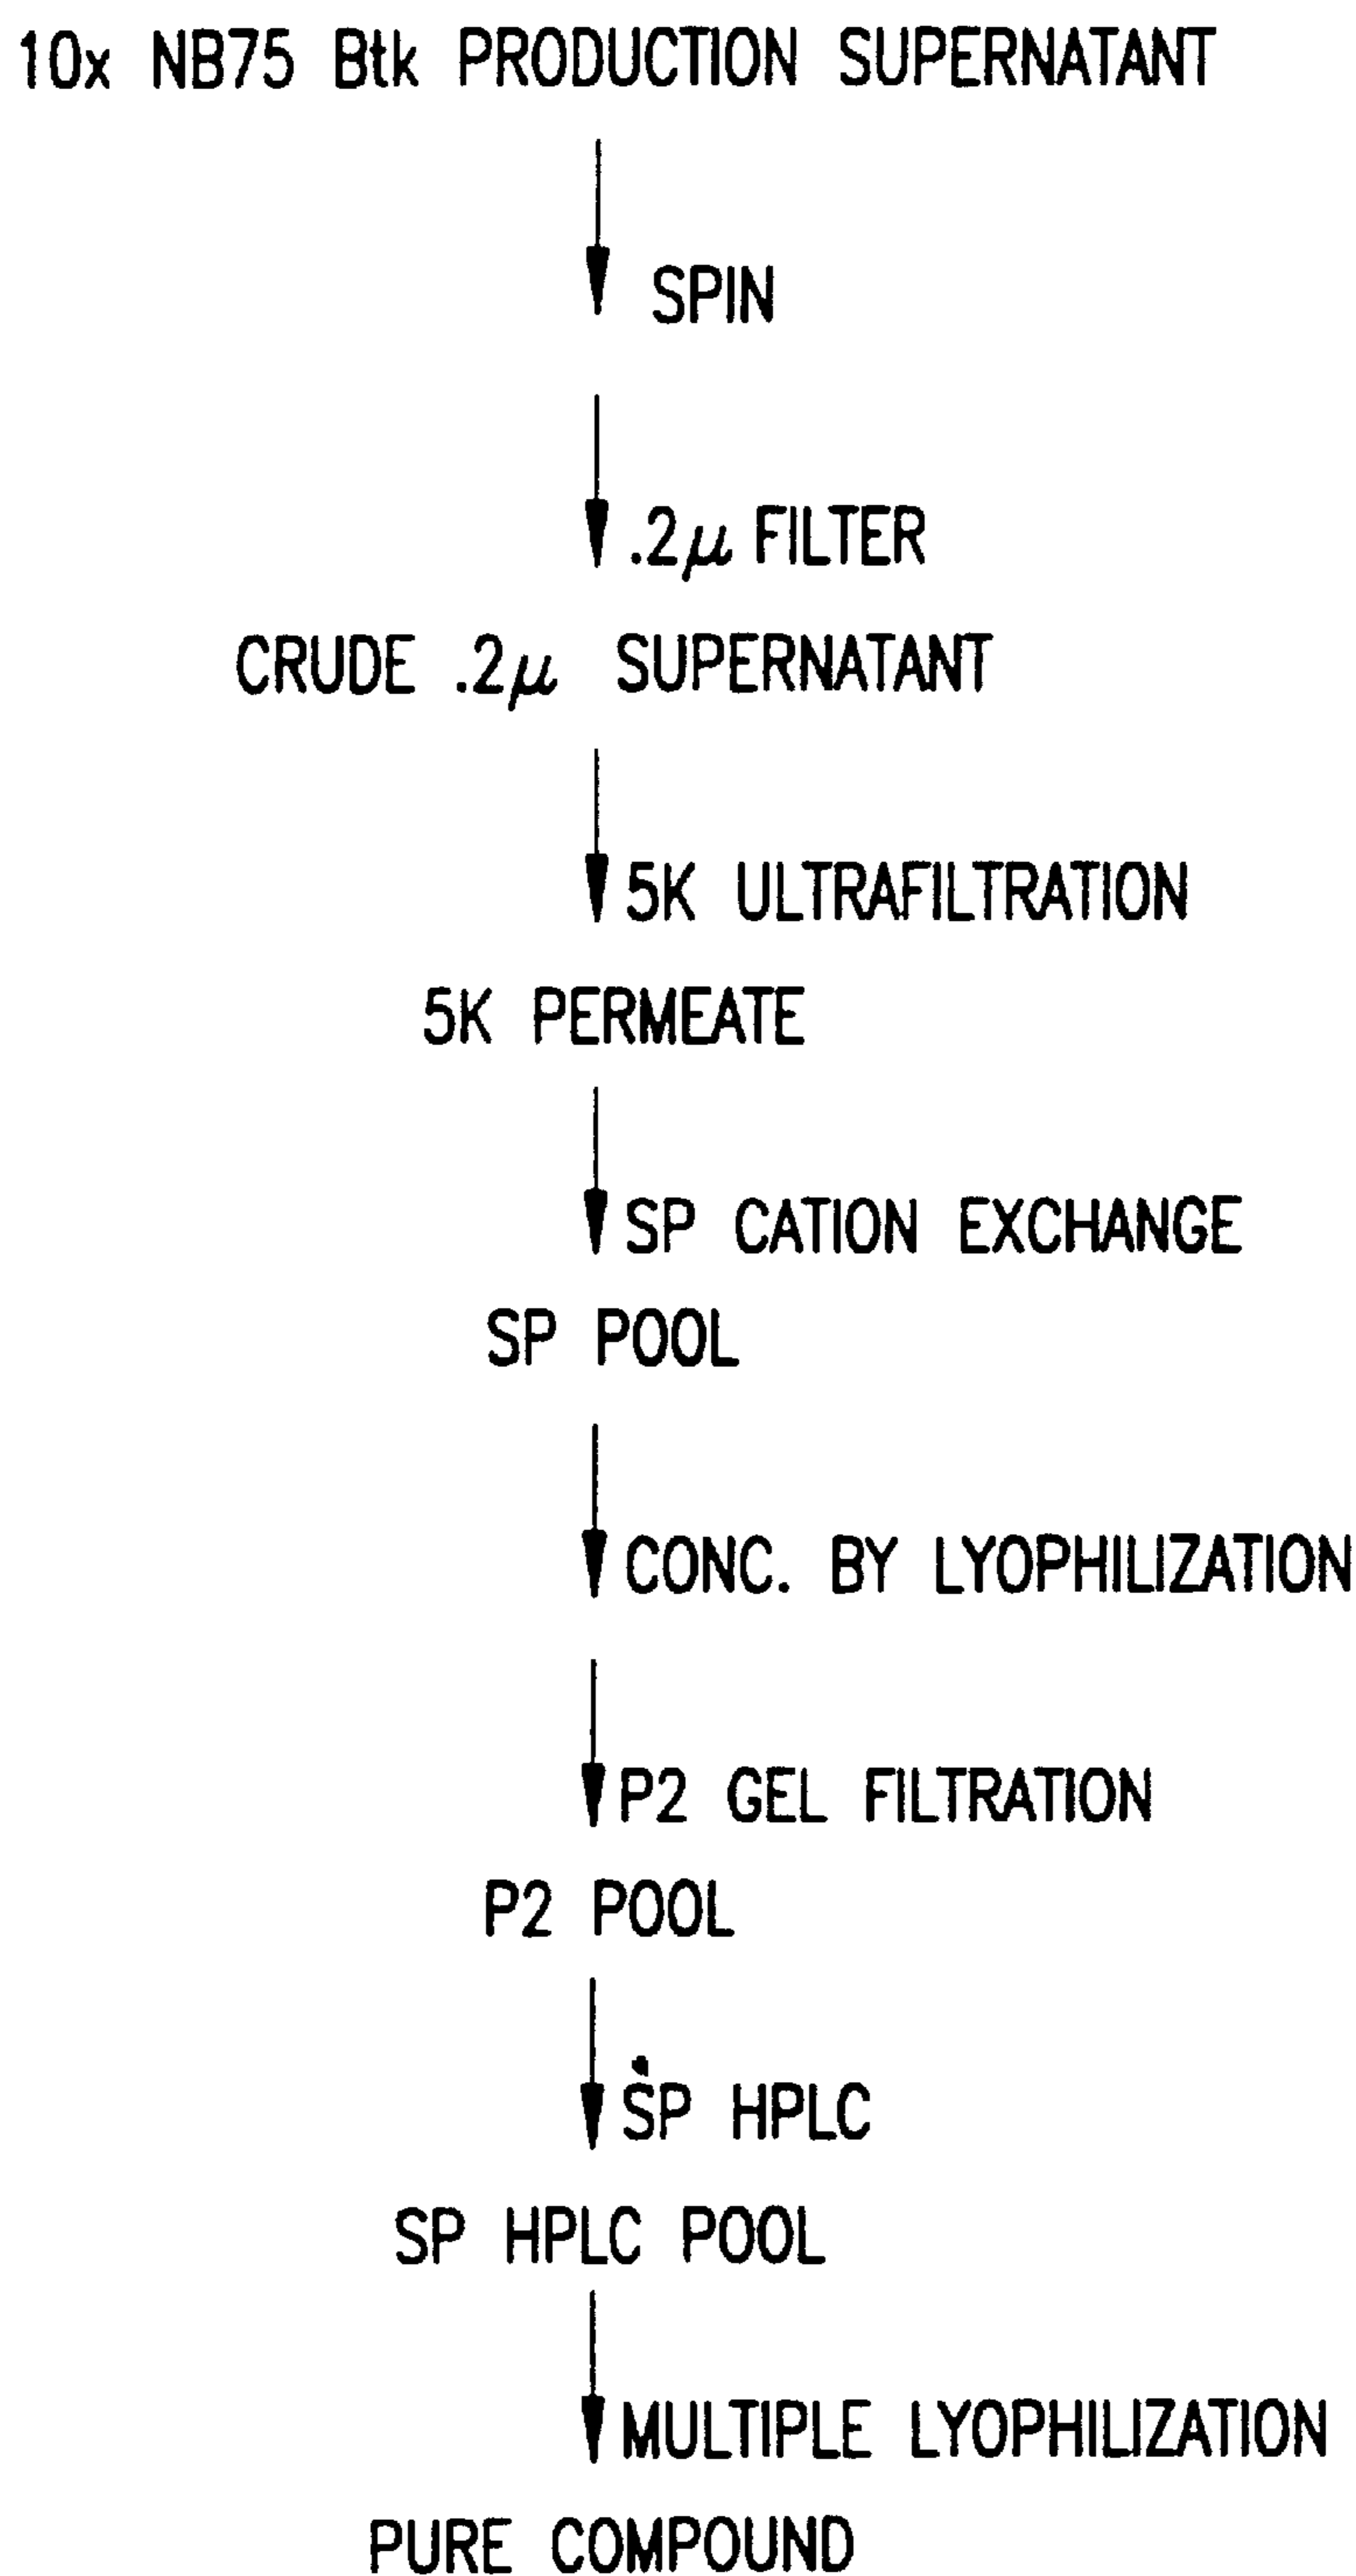 10x NB75 Btk PRODUCTION SUPERNATANT
SPIN
.2μ FILTER
CRUDE .2μ SUPERNATANT
5K ULTRAFILTRATION
5K PERMEATE
SP CATION EXCHANGE
SP POOL
CONC. BY LYOPHILIZATION
P2 GEL FILTRATION
P2 POOL
SP HPLC
SP HPLC POOL
MULTIPLE LYOPHILIZATION
PURE COMPOUND